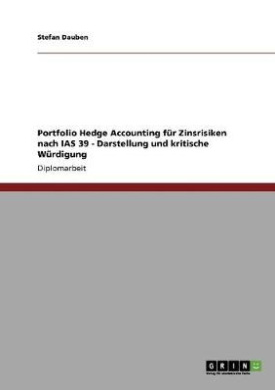 Stefan Dauben
Portfolio Hedge Accounting für Zinsrisiken
nach IAS 39 - Darstellung und kritische
Würdigung
Diplomarbeit
GRIN